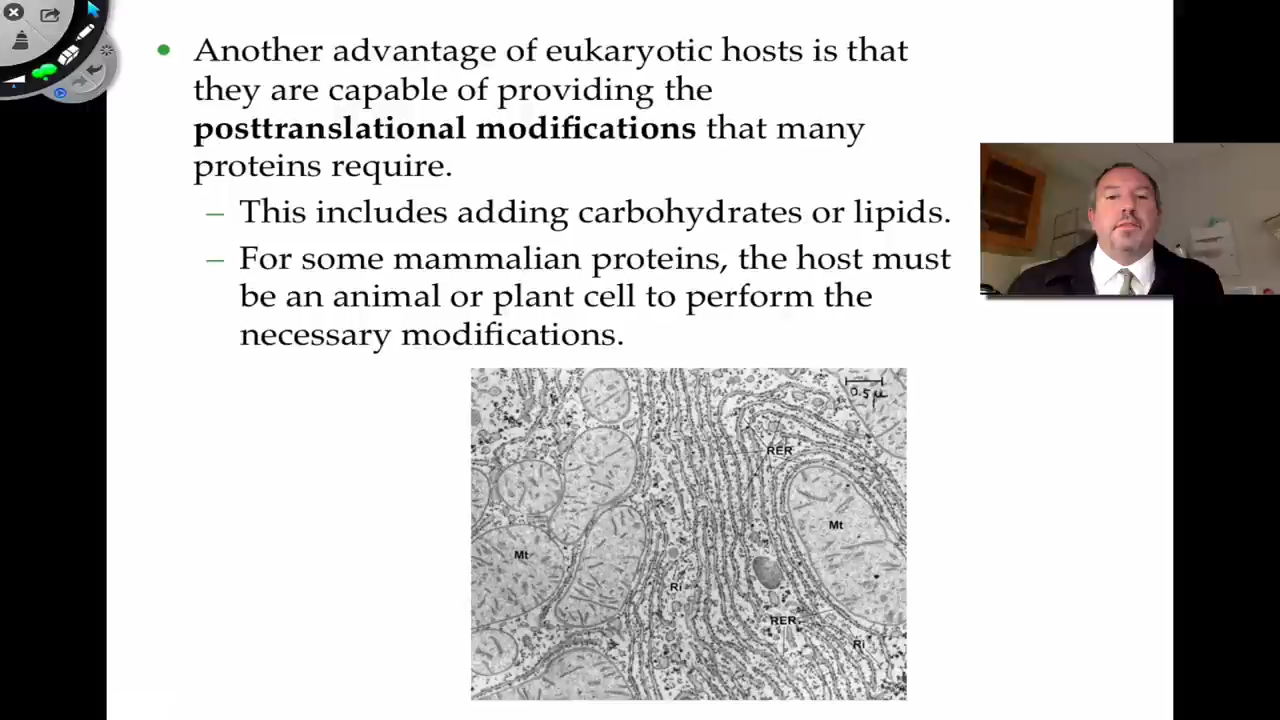 • Another advantage of eukaryotic hosts is that
they are capable of providing the
posttranslational modifications that many
proteins require.
– This includes adding carbohydrates or lipids.
– For some mammalian proteins, the host must
be an animal or plant cell to perform the
necessary modifications.
0.5 µ
RER
Mt
Mt
Ri
RER
Ri